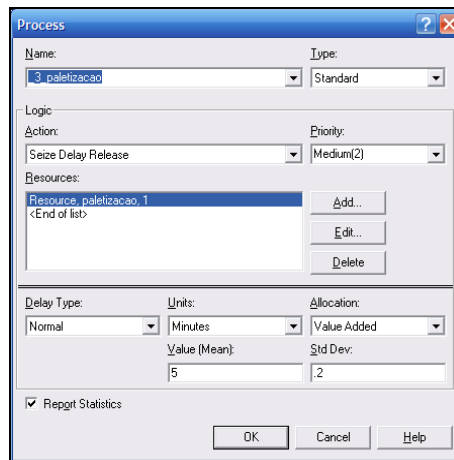 Process
Name: Type:
_3_paletizacao Standard
Logic
Action: Priority:
Seize Delay Release Medium(2)
Resources:
Resource, paletizacao, 1
<End of list>
Add...
Edit...
Delete
Delay Type: Units: Allocation:
Normal Minutes Value Added
Value (Mean): Std Dev:
5 .2
Report Statistics
OK Cancel Help